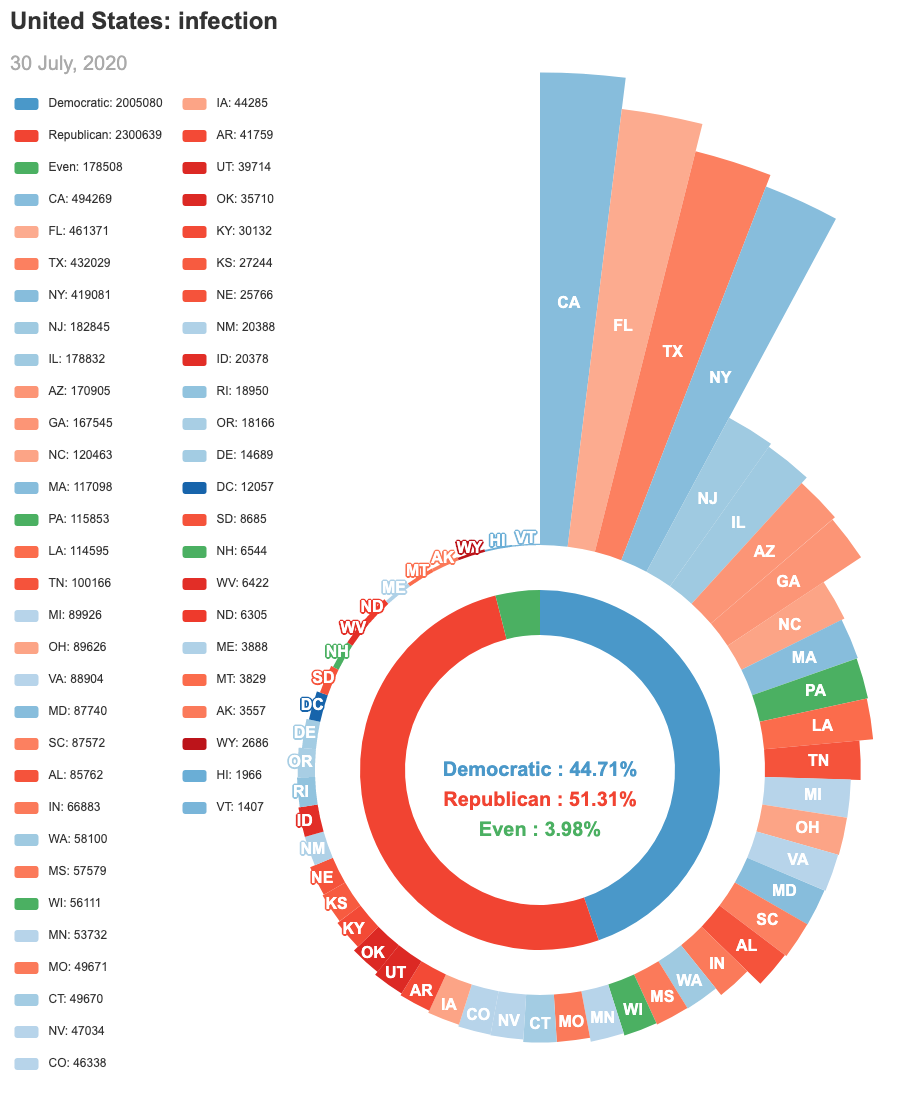 United States: infection
30 July, 2020
Democratic: 2005080
Republican: 2300639
Even: 178508
CA: 494269
FL: 461371
TX: 432029
NY: 419081
NJ: 182845
IL: 178832
AZ: 170905
GA: 167545
NC: 120463
MA: 117098
PA: 115853
LA: 114595
TN: 100166
MI: 89926
OH: 89626
VA: 88904
MD: 87740
SC: 87572
AL: 85762
IN: 66883
WA: 58100
MS: 57579
WI: 56111
MN: 53732
MO: 49671
CT: 49670
NV: 47034
CO: 46338
IA: 44285
AR: 41759
UT: 39714
OK: 35710
KY: 30132
KS: 27244
NE: 25766
NM: 20388
ID: 20378
RI: 18950
OR: 18166
DE: 14689
DC: 12057
SD: 8685
NH: 6544
WV: 6422
ND: 6305
ME: 3888
MT: 3829
AK: 3557
WY: 2686
HI: 1966
VT: 1407
CA
FL
TX
NY
NJ
IL
AZ
GA
NC
MA
PA
LA
TN
MI
OH
VA
MD
SC
AL
IN
WA
MS
WI
MN
MO
CT
NV
CO
IA
AR
UT
OK
KY
KS
NE
NM
ID
RI
OR
DE
DC
SD
NH
WV
ND
ME
MT
AK
WY
HI
VT
Democratic : 44.71%
Republican : 51.31%
Even : 3.98%